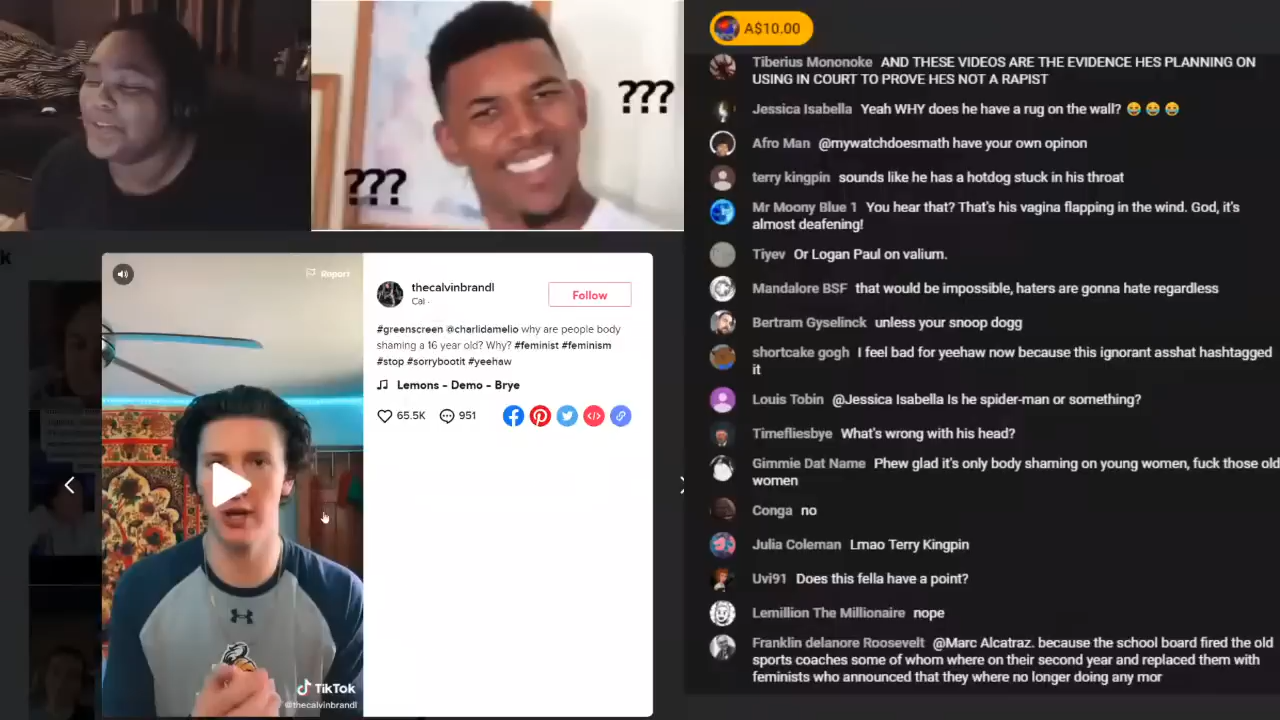 ???
???
k
Report
thecalvinbrandl
Cal ·
Follow
#greenscreen @charlidamelio why are people body
shaming a 16 year old? Why? #feminist #feminism
#stop #sorrybootit #yeehaw
Lemons - Demo - Brye
65.5K
951
TikTok
@thecalvinbrandl
A$10.00
Tiberius Mononoke AND THESE VIDEOS ARE THE EVIDENCE HES PLANNING ON
USING IN COURT TO PROVE HES NOT A RAPIST
Jessica Isabella Yeah WHY does he have a rug on the wall? 😂 😂 😂
Afro Man @mywatchdoesmath have your own opinon
terry kingpin sounds like he has a hotdog stuck in his throat
Mr Moony Blue 1 You hear that? That's his vagina flapping in the wind. God, it's
almost deafening!
Tiyev Or Logan Paul on valium.
Mandalore BSF that would be impossible, haters are gonna hate regardless
Bertram Gyselinck unless your snoop dogg
shortcake gogh I feel bad for yeehaw now because this ignorant asshat hashtagged
it
Louis Tobin @Jessica Isabella Is he spider-man or something?
Timefliesbye What's wrong with his head?
Gimmie Dat Name Phew glad it's only body shaming on young women, fuck those old
women
Conga no
Julia Coleman Lmao Terry Kingpin
Uvi91 Does this fella have a point?
Lemillion The Millionaire nope
Franklin delanore Roosevelt @Marc Alcatraz. because the school board fired the old
sports coaches some of whom where on their second year and replaced them with
feminists who announced that they where no longer doing any mor